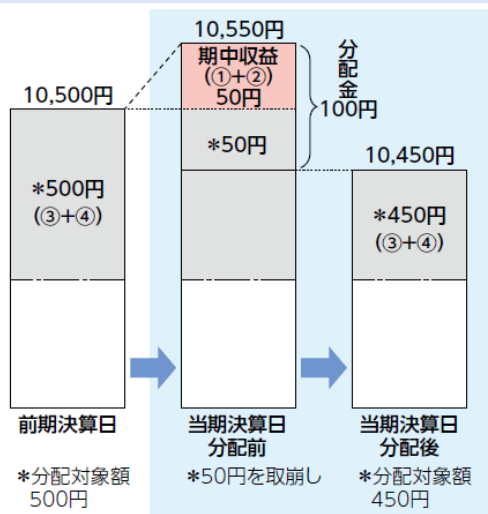 10,500円
*500円
(③+④)
前期決算日
*分配対象額
500円
10,550円
期中収益
(①+②)
50円
*50円
分配金
100円
当期決算日
分配前
*50円を取崩し
10,450円
*450円
(③+④)
当期決算日
分配後
*分配対象額
450円